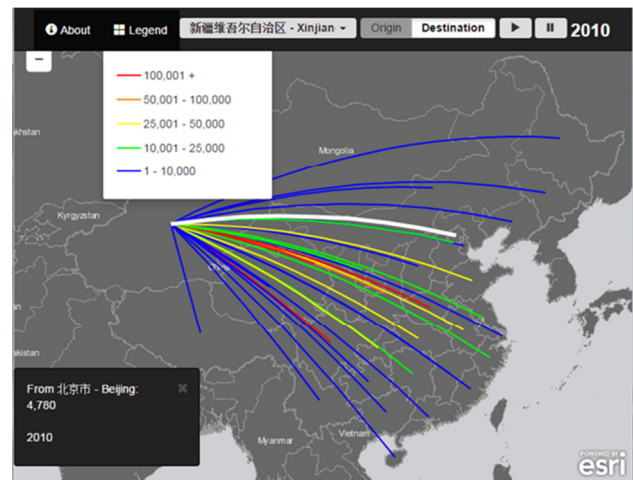 About Legend 新疆维吾尔自治区 - Xinjian Origin Destination 2010
100,001 +
50,001 - 100,000
25,001 - 50,000
10,001 - 25,000
1 - 10,000
Mongolia
Kyrgyzstan
From 北京市 - Beijing:
4,780
2010
Myanmar
Vietnam
POWERED BY
esri